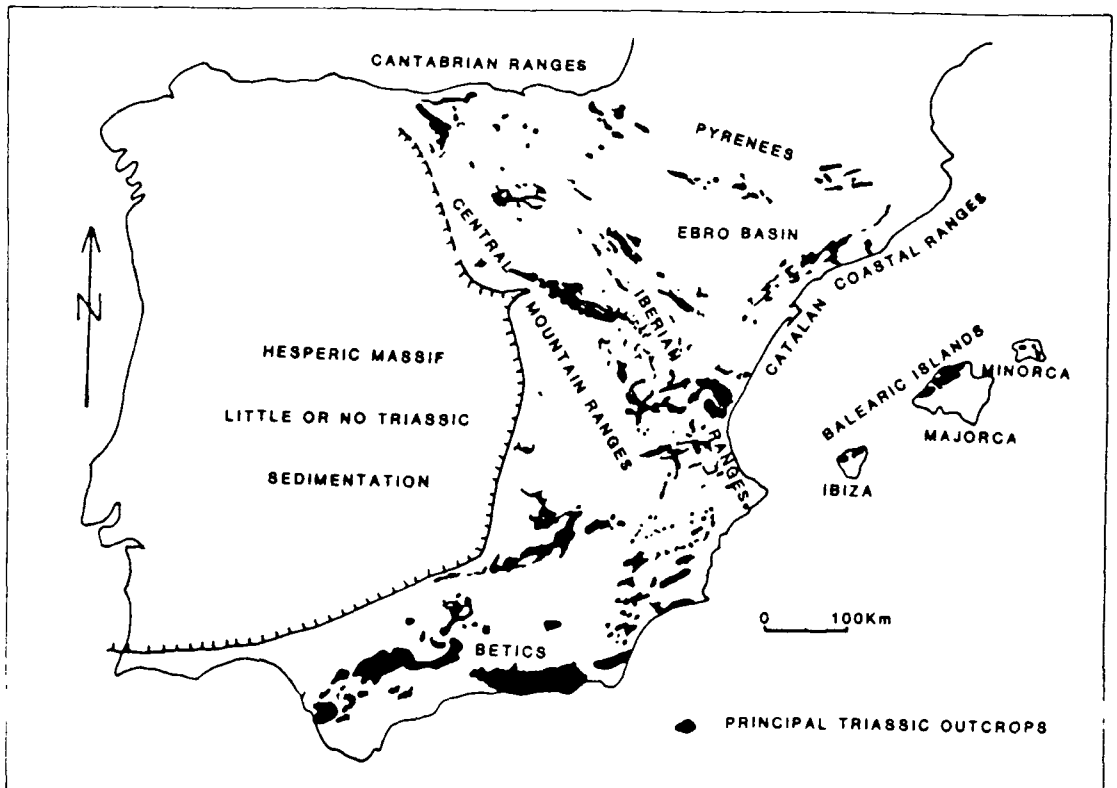 CANTABRIAN RANGES
PYRENEES
CENTRAL
MOUNTAIN RANGES
EBRO BASIN
IBERIAN
RANGES
CATALAN COASTAL RANGES
N
HESPERIC MASSIF
LITTLE OR NO TRIASSIC
SEDIMENTATION
BALEARIC ISLANDS
MINORCA
MAJORCA
IBIZA
0 100Km
BETICS
PRINCIPAL TRIASSIC OUTCROPS